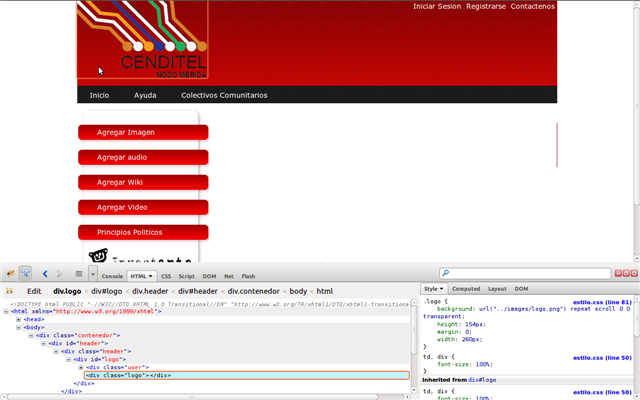 Iniciar Sesion Registrarse Contactenos
CENDITEL
NODO MÉRIDA
Inicio Ayuda Colectivos Comunitarios
Agregar Imagen
Agregar audio
Agregar Wiki
Agregar Video
Principios Politicos
Console HTML CSS Script DOM Net Flash
Edit div.logo < div#logo < div.header < div#header < div.contenedor < body < html
Style Computed Layout DOM
<!DOCTYPE html PUBLIC "-//W3C//DTD XHTML 1.0 Transitional//EN" "http://www.w3.org/TR/xhtml1/DTD/xhtml1-transitiona
<html xmlns="http://www.w3.org/1999/xhtml">
<head>
<body>
<div class="contenedor">
<div id="header">
<div class="header">
<div id="logo">
<div class="user">
<div class="logo"></div>
</div>
</div>
.logo { estilo.css (line 81)
background: url("../images/logo.png") repeat scroll 0 0
transparent;
height: 154px;
margin: 0;
width: 260px;
}
td, div { estilo.css (line 50)
font-size: 100%;
}
Inherited from div#logo
td, div { estilo.css (line 50)
font-size: 100%;